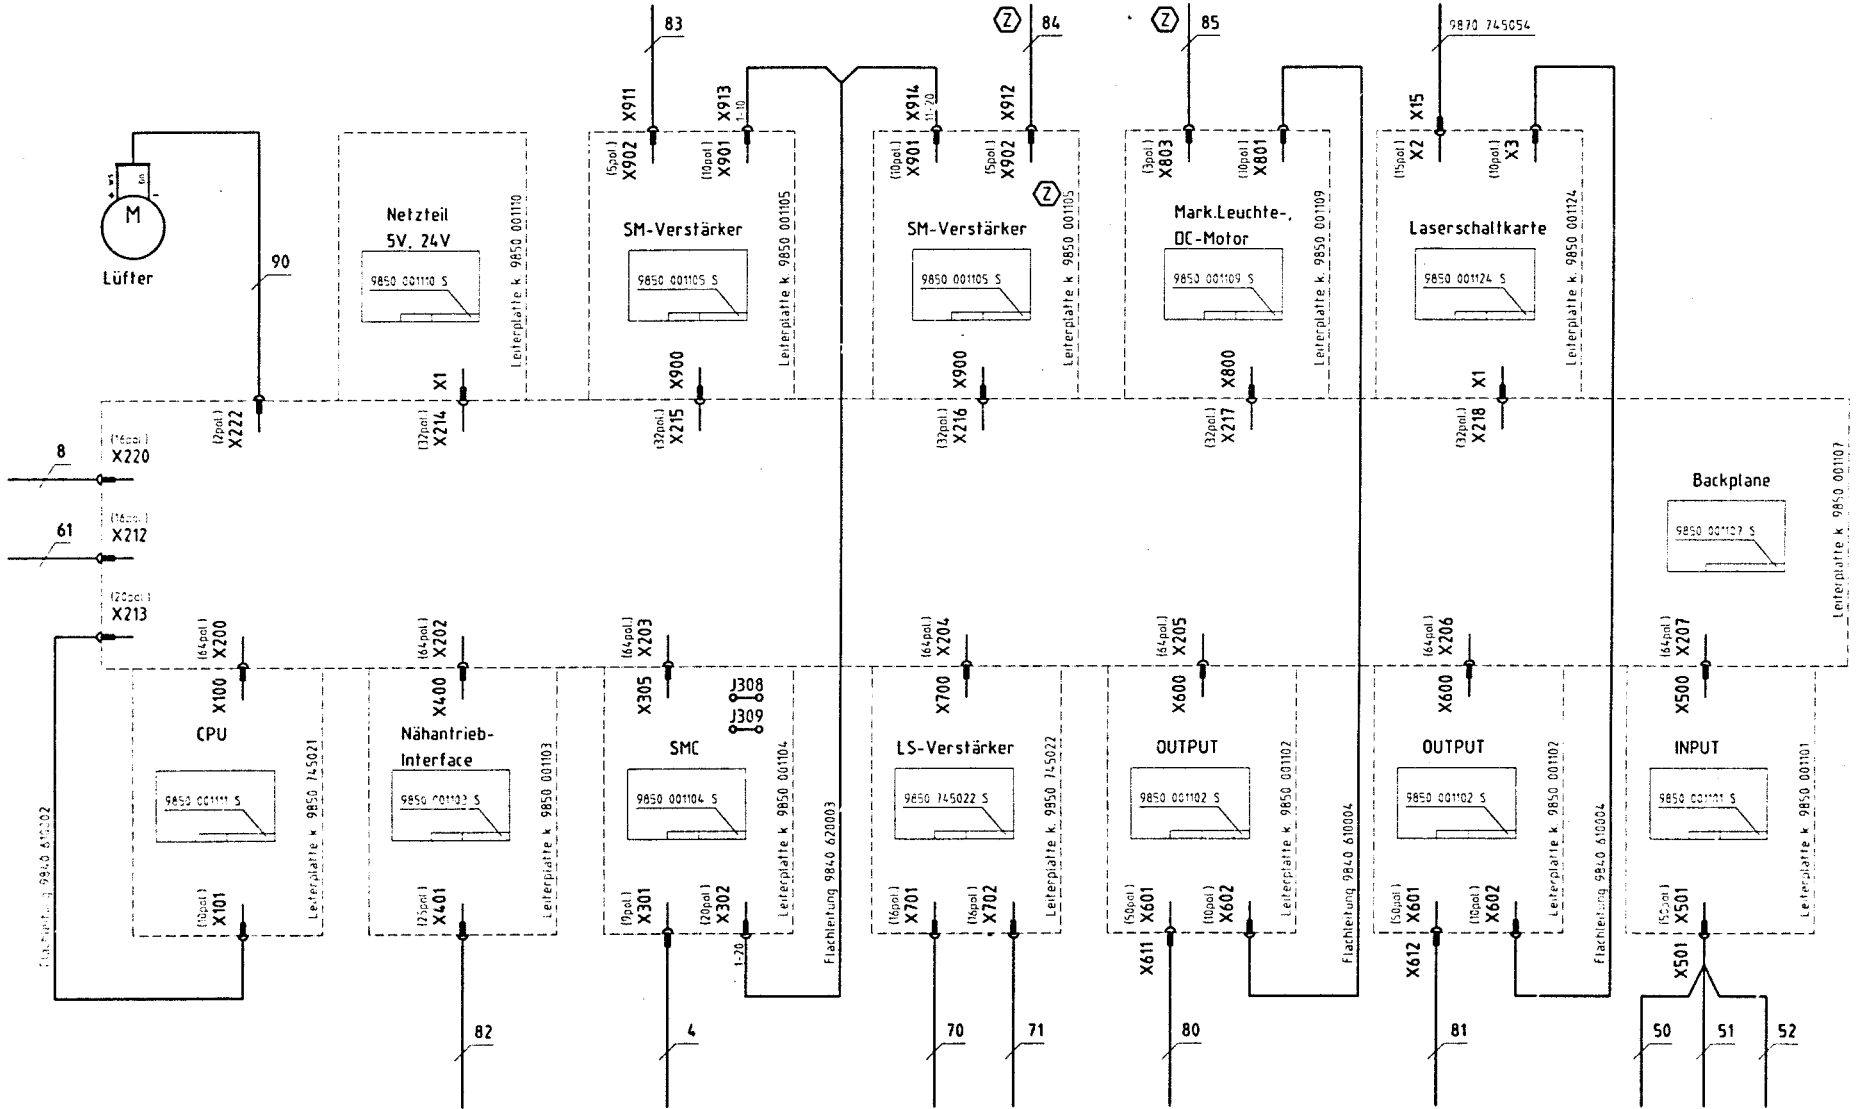 83
Z
84
Z
85
9870 745054
X911
X913
1-10
X914
11-20
X912
X15
(5pol.)
X902
(10pol.)
X901
(10pol.)
X901
(5pol.)
X902
(3pol.)
X803
(10pol.)
X801
(15pol.)
X2
(10pol.)
X3
+ ws
bn -
M
Lüfter
90
Netzteil
5V, 24V
9850 001110 S
Leiterplatte k. 9850 001110
SM-Verstärker
9850 001105 S
Leiterplatte k. 9850 001105
Z
SM-Verstärker
9850 001105 S
Leiterplatte k. 9850 001105
Mark.Leuchte-,
DC-Motor
9850 001109 S
Leiterplatte k. 9850 001109
Laserschaltkarte
9850 001124 S
Leiterplatte k. 9850 001124
X1
X900
X900
X800
X1
(2pol.)
X222
(32pol.)
X214
(32pol.)
X215
(32pol.)
X216
(32pol.)
X217
(32pol.)
X218
8
(16pol.)
X220
61
(16pol.)
X212
(20pol.)
X213
Backplane
9850 001107 S
Leiterplatte k. 9850 001107
(64pol.)
X200
(64pol.)
X202
(64pol.)
X203
(64pol.)
X204
(64pol.)
X205
(64pol.)
X206
(64pol.)
X207
X100
X400
X305
J308
J309
X700
X600
X600
X500
CPU
9850 001111 S
Leiterplatte k. 9850 745021
Nähantrieb-
Interface
9850 001103 S
Leiterplatte k. 9850 001103
SMC
9850 001104 S
Leiterplatte k. 9850 001104
LS-Verstärker
9850 745022 S
Leiterplatte k. 9850 745022
OUTPUT
9850 001102 S
Leiterplatte k. 9850 001102
OUTPUT
9850 001102 S
Leiterplatte k. 9850 001102
INPUT
9850 001101 S
Leiterplatte k. 9850 001101
Flachleitung 9840 610002
Flachleitung 9840 620003
Flachleitung 9840 610004
Flachleitung 9840 610004
(10pol.)
X101
(25pol.)
X401
(9pol.)
X301
(20pol.)
X302
1-20
(16pol.)
X701
(16pol.)
X702
(50pol.)
X601
(10pol.)
X602
(50pol.)
X601
(10pol.)
X602
(50pol.)
X501
X611
X612
X501
82
4
70
71
80
81
50
51
52